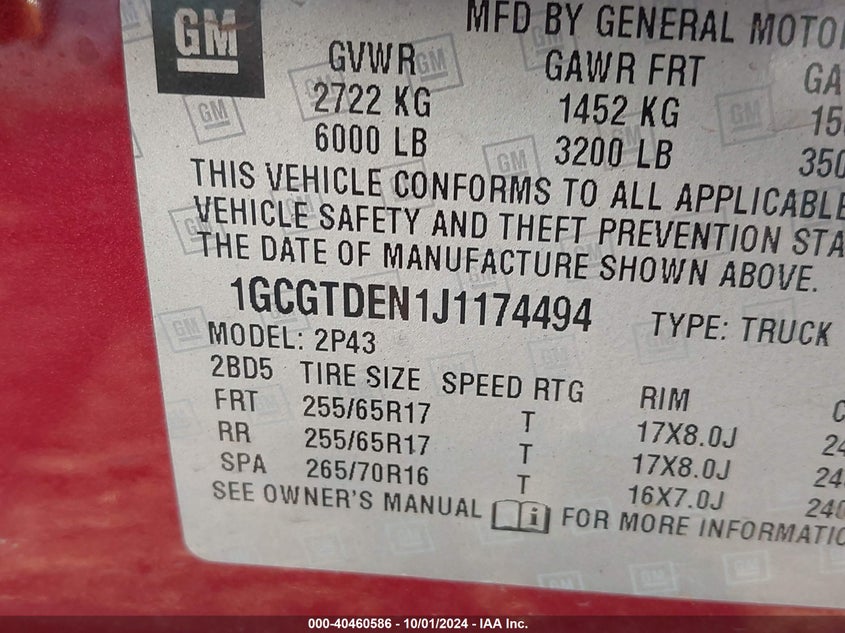 GM
MFD BY GENERAL
GVWR GAWR FRT
2722 KG 1452 KG
6000 LB 3200 LB
THIS VEHICLE CONFORMS TO ALL APPLICABLE
VEHICLE SAFETY AND THEFT PREVENTION
THE DATE OF MANUFACTURE SHOWN ABOVE.
1GCGTDEN1J1174494 TYPE: TRUCK
MODEL: 2P43
2BD5 TIRE SIZE SPEED RTG RIM
FRT 255/65R17 T 17X8.0J
RR 255/65R17 T 17X8.0J
SPA 265/70R16 T 16X7.0J
SEE OWNER'S MANUAL i FOR MORE
000-40460586 - 10/01/2024 - IAA Inc.